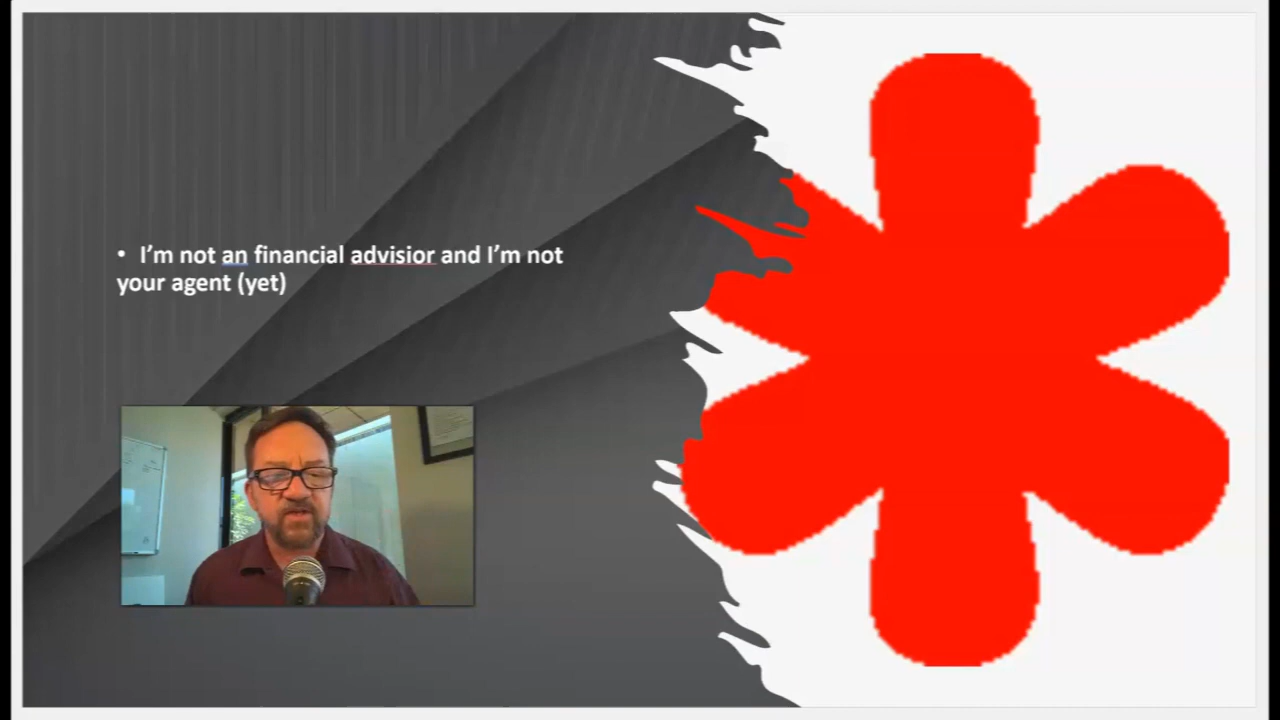 • I’m not an financial advisior and I’m not
your agent (yet)